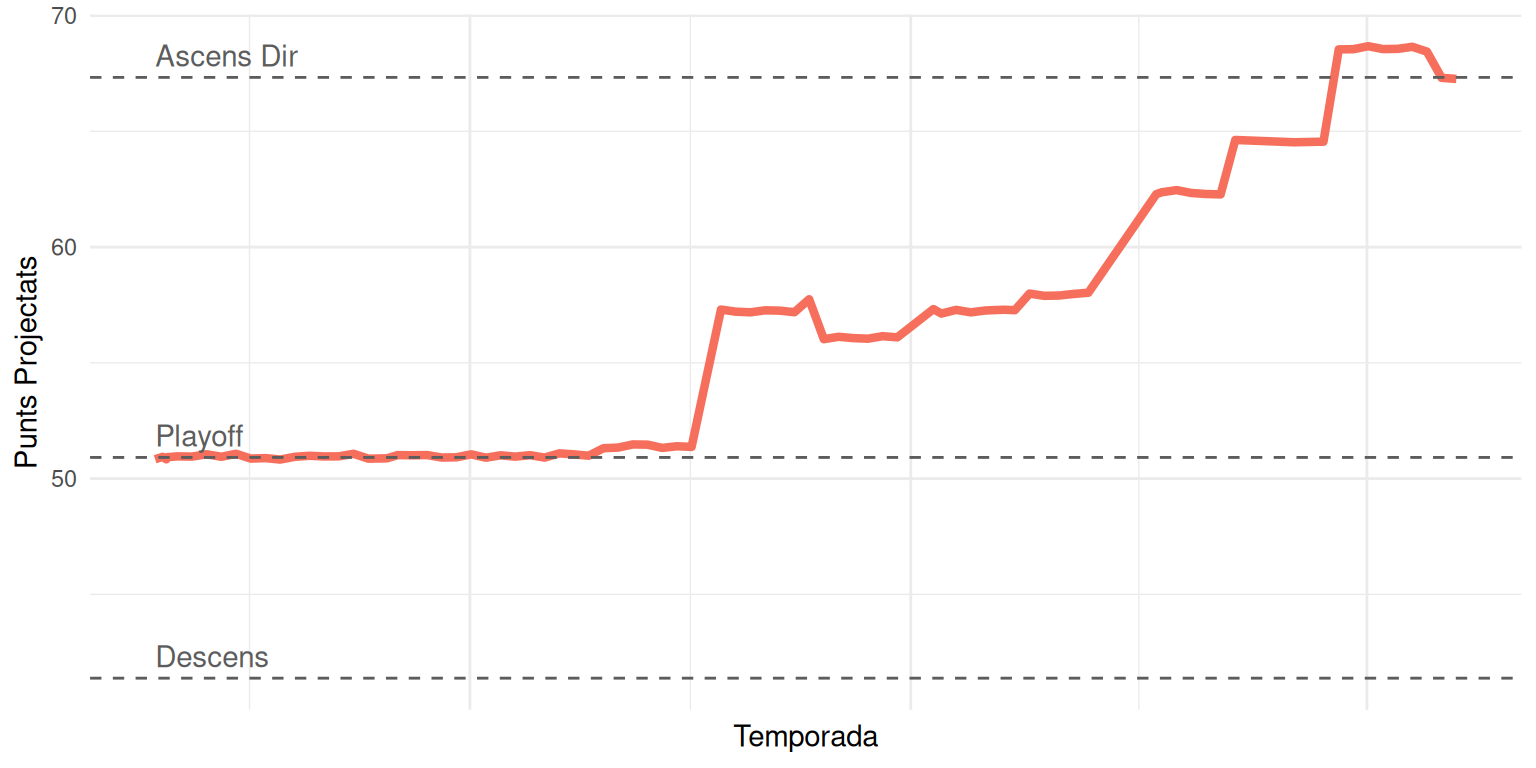 70
Ascens Dir
60
Punts Projectats
Playoff
50
Descens
Temporada